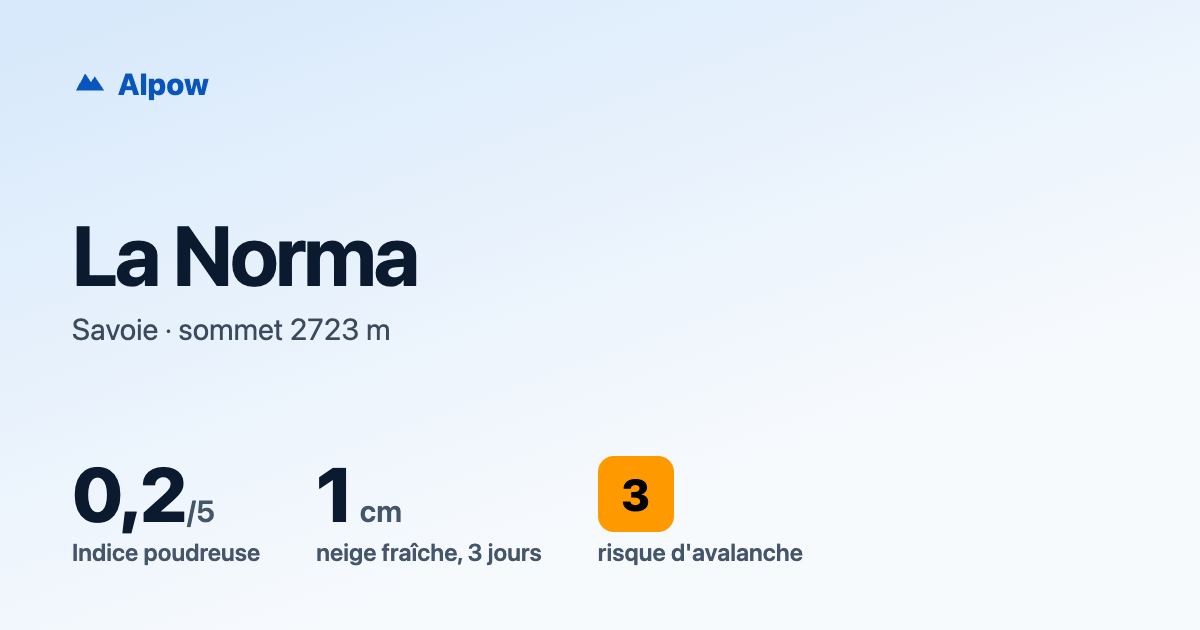 Alpow
La Norma
Savoie · sommet 2723 m
0,2/5
Indice poudreuse
1 cm
neige fraîche, 3 jours
3
risque d'avalanche